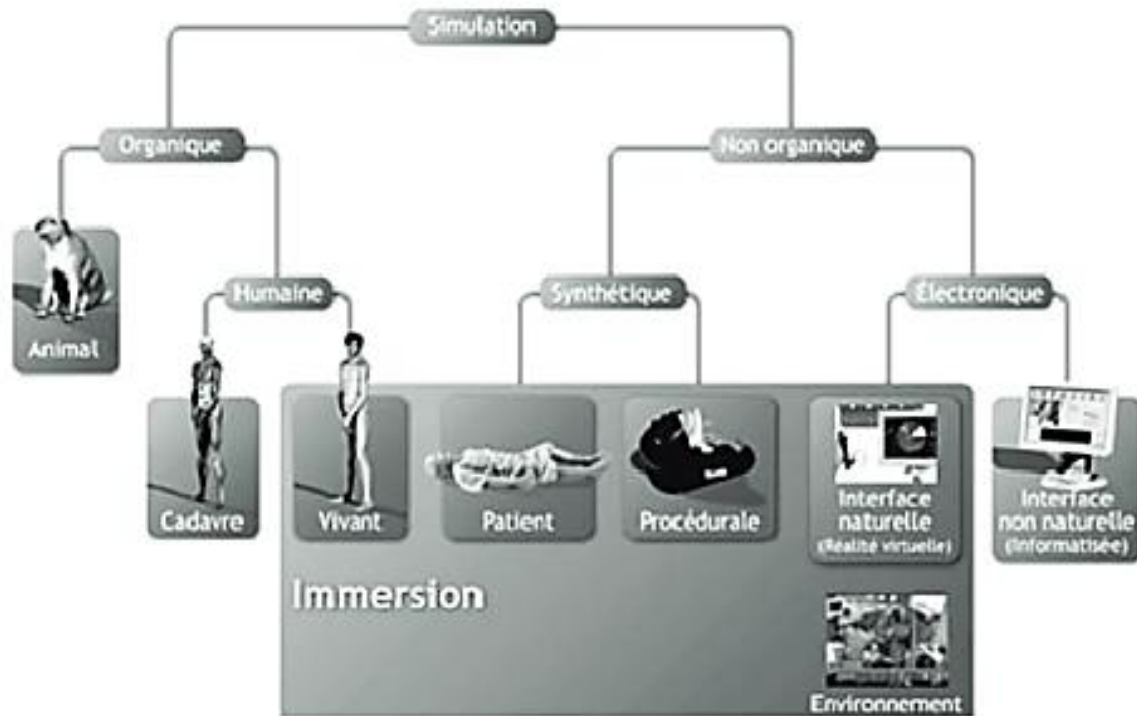 Simulation
Organique
Non organique
Humaine
Synthétique
Électronique
Animal
Cadavre
Vivant
Patient
Procédurale
Interface
naturelle
(Réalité virtuelle)
Interface
non naturelle
(Informatisée)
Immersion
Environnement